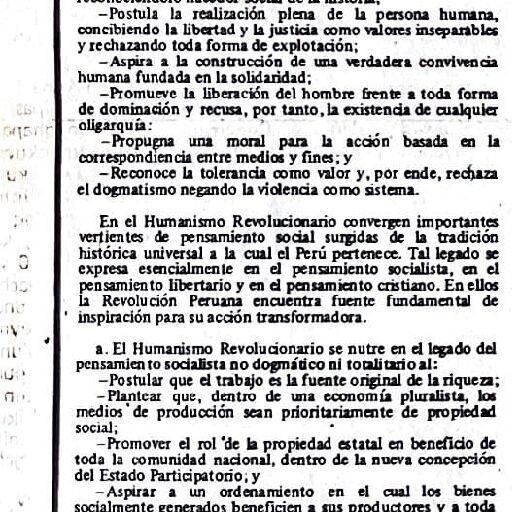 reconociéndolo hacedor social de la historia;
—Postula la realización plena de la persona humana,
concibiendo la libertad y la justicia como valores inseparables
y rechazando toda forma de explotación;
—Aspira a la construcción de una verdadera convivencia
humana fundada en la solidaridad;
—Promueve la liberación del hombre frente a toda forma
de dominación y recusa, por tanto, la existencia de cualquier
oligarquía:
—Propugna una moral para la acción basada en la
correspondiencia entre medios y fines; y
—Reconoce la tolerancia como valor y, por ende, rechaza
el dogmatismo negando la violencia como sistema.
En el Humanismo Revolucionario convergen importantes
vertientes de pensamiento social surgidas de la tradición
histórica universal a la cual el Perú pertenece. Tal legado se
expresa esencialmente en el pensamiento socialista, en el
pensamiento libertario y en el pensamiento cristiano. En ellos
la Revolución Peruana encuentra fuente fundamental de
inspiración para su acción transformadora.
a. El Humanismo Revolucionario se nutre en el legado del
pensamiento socialista no dogmático ni totalitario al:
—Postular que el trabajo es la fuente original de la riqueza;
—Plantear que, dentro de una economía pluralista, los
medios de producción sean prioritariamente de propiedad
social;
—Promover el rol de la propiedad estatal en beneficio de
toda la comunidad nacional, dentro de la nueva concepción
del Estado Participatorio; y
—Aspirar a un ordenamiento en el cual los bienes
socialmente generados beneficien a sus productores y a toda